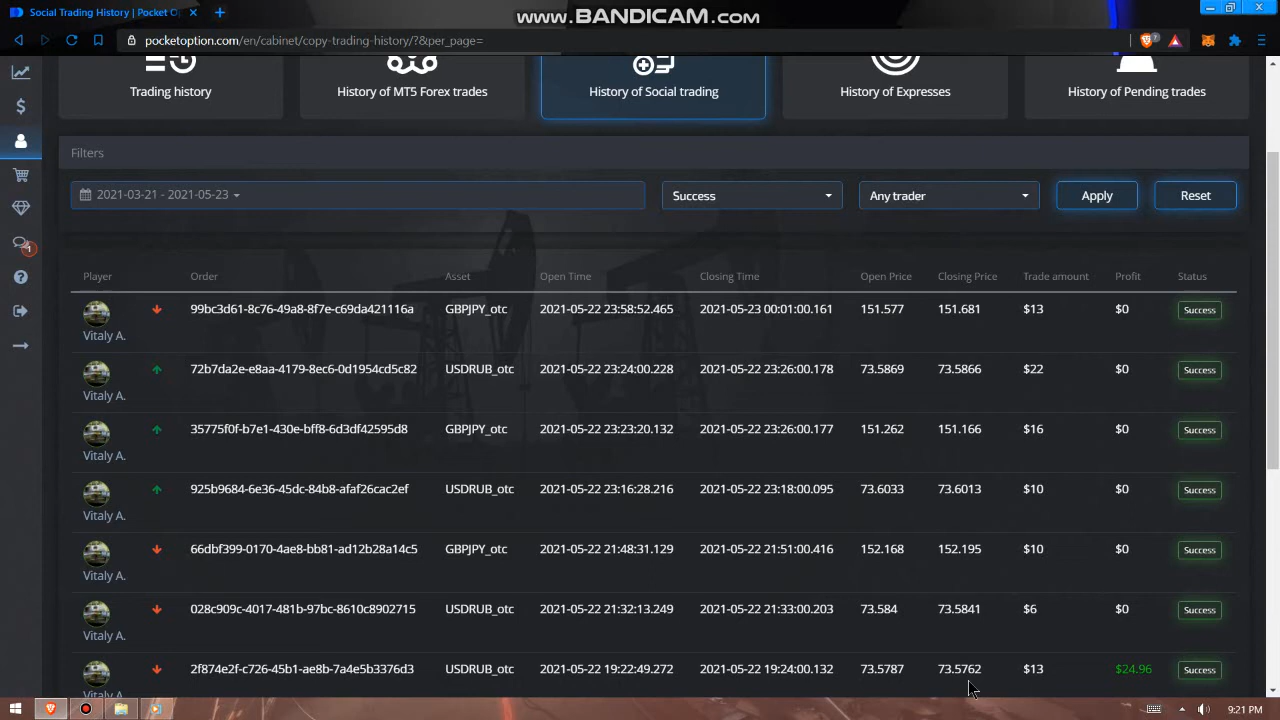 Social Trading History | Pocket O
www.BANDICAM.com
pocketoption.com/en/cabinet/copy-trading-history/?&per_page=
7
Trading history
History of MT5 Forex trades
History of Social trading
History of Expresses
History of Pending trades
Filters
2021-03-21 - 2021-05-23
Success
Any trader
Apply
Reset
1
Player Order Asset Open Time Closing Time Open Price Closing Price Trade amount Profit Status
99bc3d61-8c76-49a8-8f7e-c69da421116a GBPJPY_otc 2021-05-22 23:58:52.465 2021-05-23 00:01:00.161 151.577 151.681 $13 $0 Success
Vitaly A.
72b7da2e-e8aa-4179-8ec6-0d1954cd5c82 USDRUB_otc 2021-05-22 23:24:00.228 2021-05-22 23:26:00.178 73.5869 73.5866 $22 $0 Success
Vitaly A.
35775f0f-b7e1-430e-bff8-6d3df42595d8 GBPJPY_otc 2021-05-22 23:23:20.132 2021-05-22 23:26:00.177 151.262 151.166 $16 $0 Success
Vitaly A.
925b9684-6e36-45dc-84b8-afaf26cac2ef USDRUB_otc 2021-05-22 23:16:28.216 2021-05-22 23:18:00.095 73.6033 73.6013 $10 $0 Success
Vitaly A.
66dbf399-0170-4ae8-bb81-ad12b28a14c5 GBPJPY_otc 2021-05-22 21:48:31.129 2021-05-22 21:51:00.416 152.168 152.195 $10 $0 Success
Vitaly A.
028c909c-4017-481b-97bc-8610c8902715 USDRUB_otc 2021-05-22 21:32:13.249 2021-05-22 21:33:00.203 73.584 73.5841 $6 $0 Success
Vitaly A.
2f874e2f-c726-45b1-ae8b-7a4e5b3376d3 USDRUB_otc 2021-05-22 19:22:49.272 2021-05-22 19:24:00.132 73.5787 73.5762 $13 $24.96 Success
Vitaly A.
9:21 PM